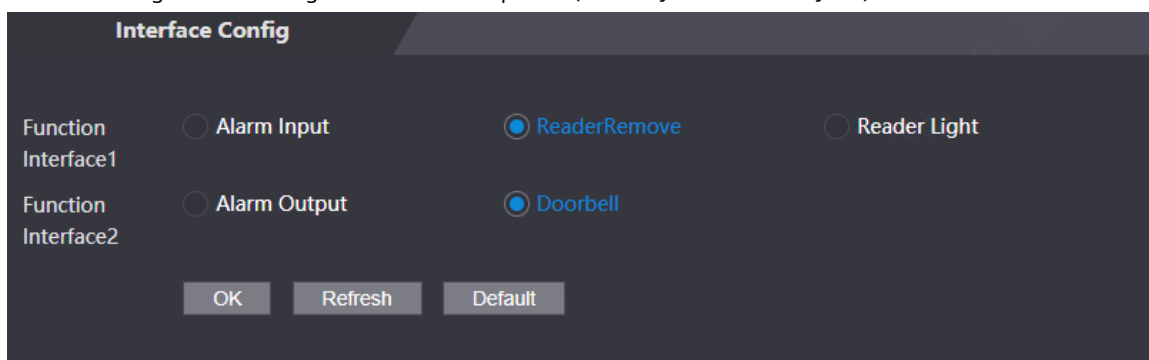 Interface Config
Function Interface1
Alarm Input
ReaderRemove
Reader Light
Function Interface2
Alarm Output
Doorbell
OK
Refresh
Default